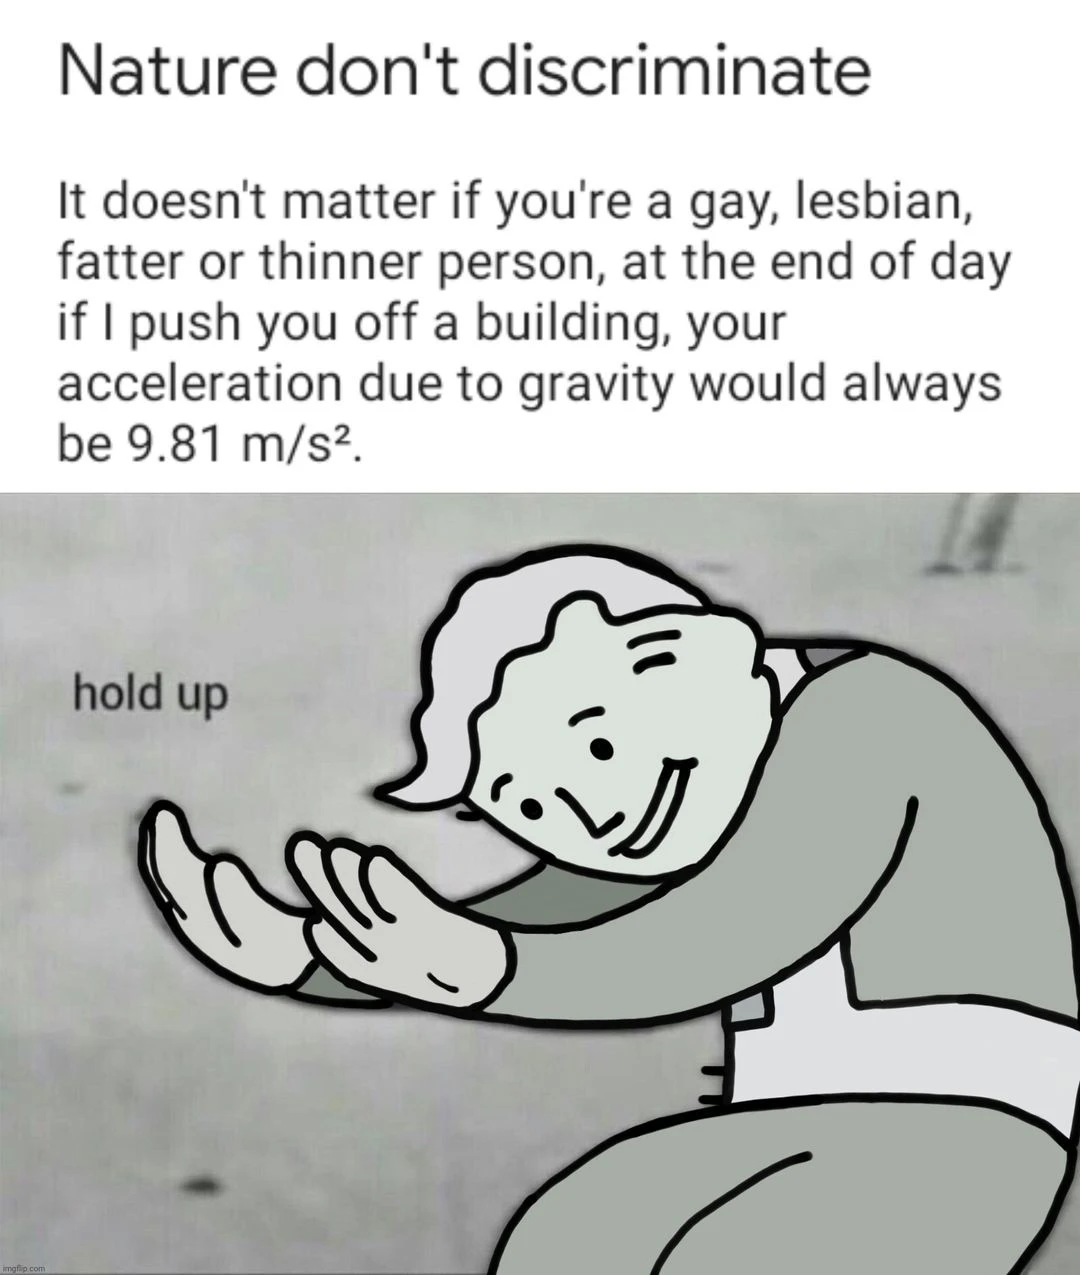 Nature don't discriminate
It doesn't matter if you're a gay, lesbian,
fatter or thinner person, at the end of day
if I push you off a building, your
acceleration due to gravity would always
be 9.81 m/s².
hold up
imgflip.com